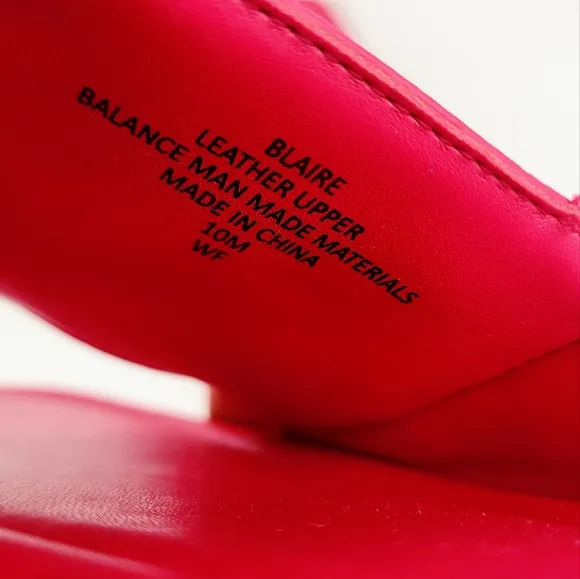 BLAIRE
LEATHER UPPER
BALANCE MAN MADE MATERIALS
MADE IN CHINA
10M
WF